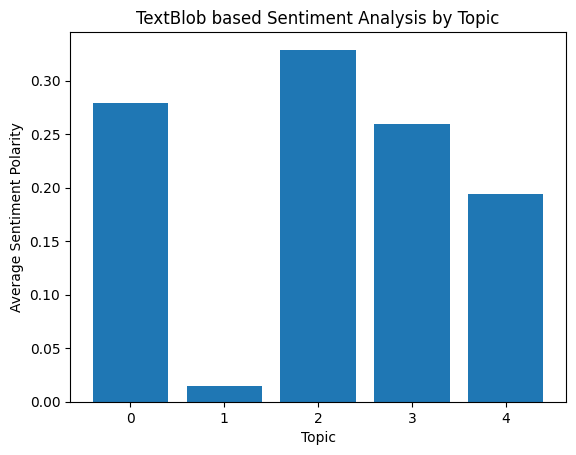 TextBlob based Sentiment Analysis by Topic
Average Sentiment Polarity
0.30
0.25
0.20
0.15
0.10
0.05
0.00
0 1 2 3 4
Topic